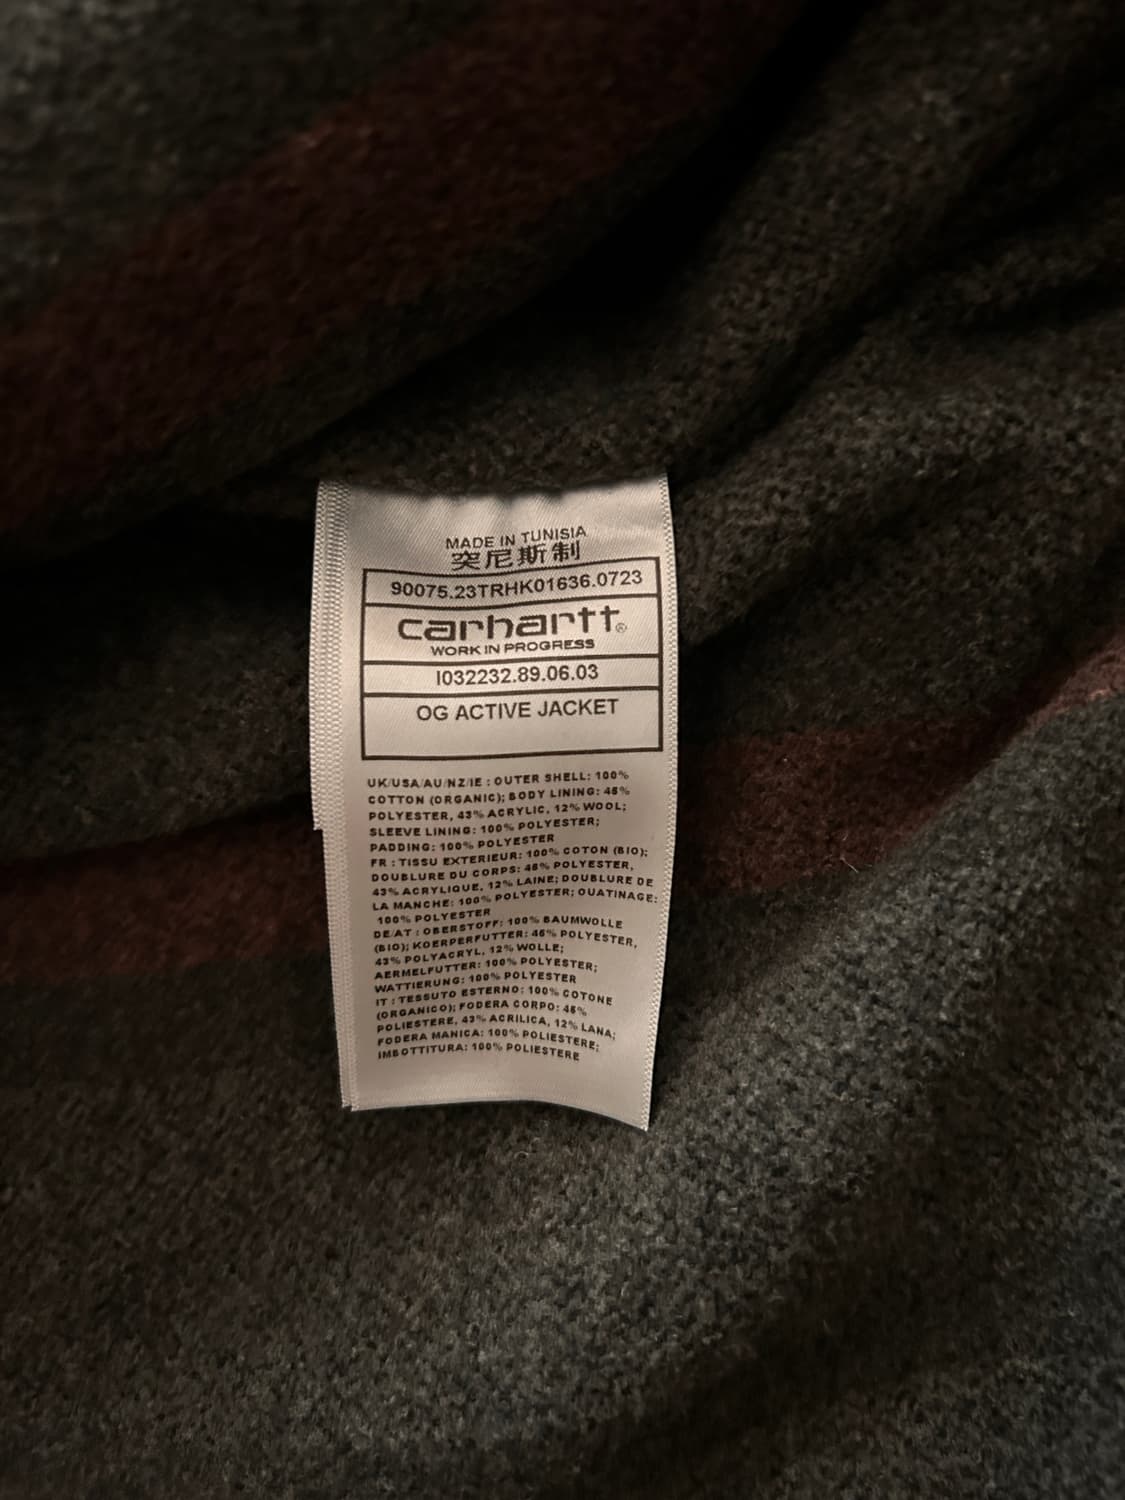 MADE IN TUNISIA
突尼斯制
90075.23TRHK01636.0723
carhartt®
WORK IN PROGRESS
I032232.89.06.03
OG ACTIVE JACKET
UK/USA/AU/NZ/IE : OUTER SHELL: 100%
COTTON (ORGANIC); BODY LINING: 45%
POLYESTER, 43% ACRYLIC, 12% WOOL;
SLEEVE LINING: 100% POLYESTER;
PADDING: 100% POLYESTER
FR : TISSU EXTERIEUR: 100% COTON (BIO);
DOUBLURE DU CORPS: 45% POLYESTER,
43% ACRYLIQUE, 12% LAINE; DOUBLURE DE
LA MANCHE: 100% POLYESTER; OUATINAGE:
100% POLYESTER
DE/AT : OBERSTOFF: 100% BAUMWOLLE
(BIO); KOERPERFUTTER: 45% POLYESTER,
43% POLYACRYL, 12% WOLLE;
AERMELFUTTER: 100% POLYESTER;
WATTIERUNG: 100% POLYESTER
IT : TESSUTO ESTERNO: 100% COTONE
(ORGANICO); FODERA CORPO: 45%
POLIESTERE, 43% ACRILICA, 12% LANA;
FODERA MANICA: 100% POLIESTERE;
IMBOTTITURA: 100% POLIESTERE